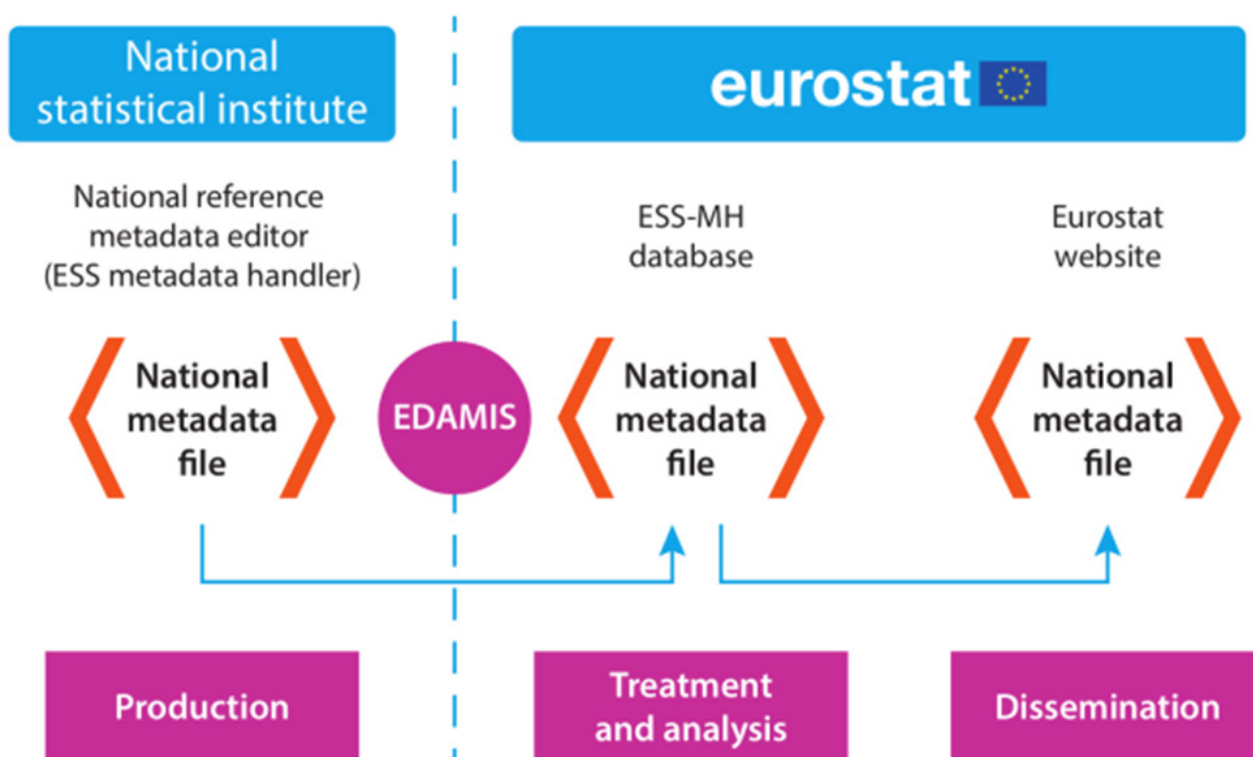 National
statistical institute
eurostat
National reference
metadata editor
(ESS metadata handler)
ESS-MH
database
Eurostat
website
National
metadata
file
EDAMIS
National
metadata
file
National
metadata
file
Production
Treatment
and analysis
Dissemination